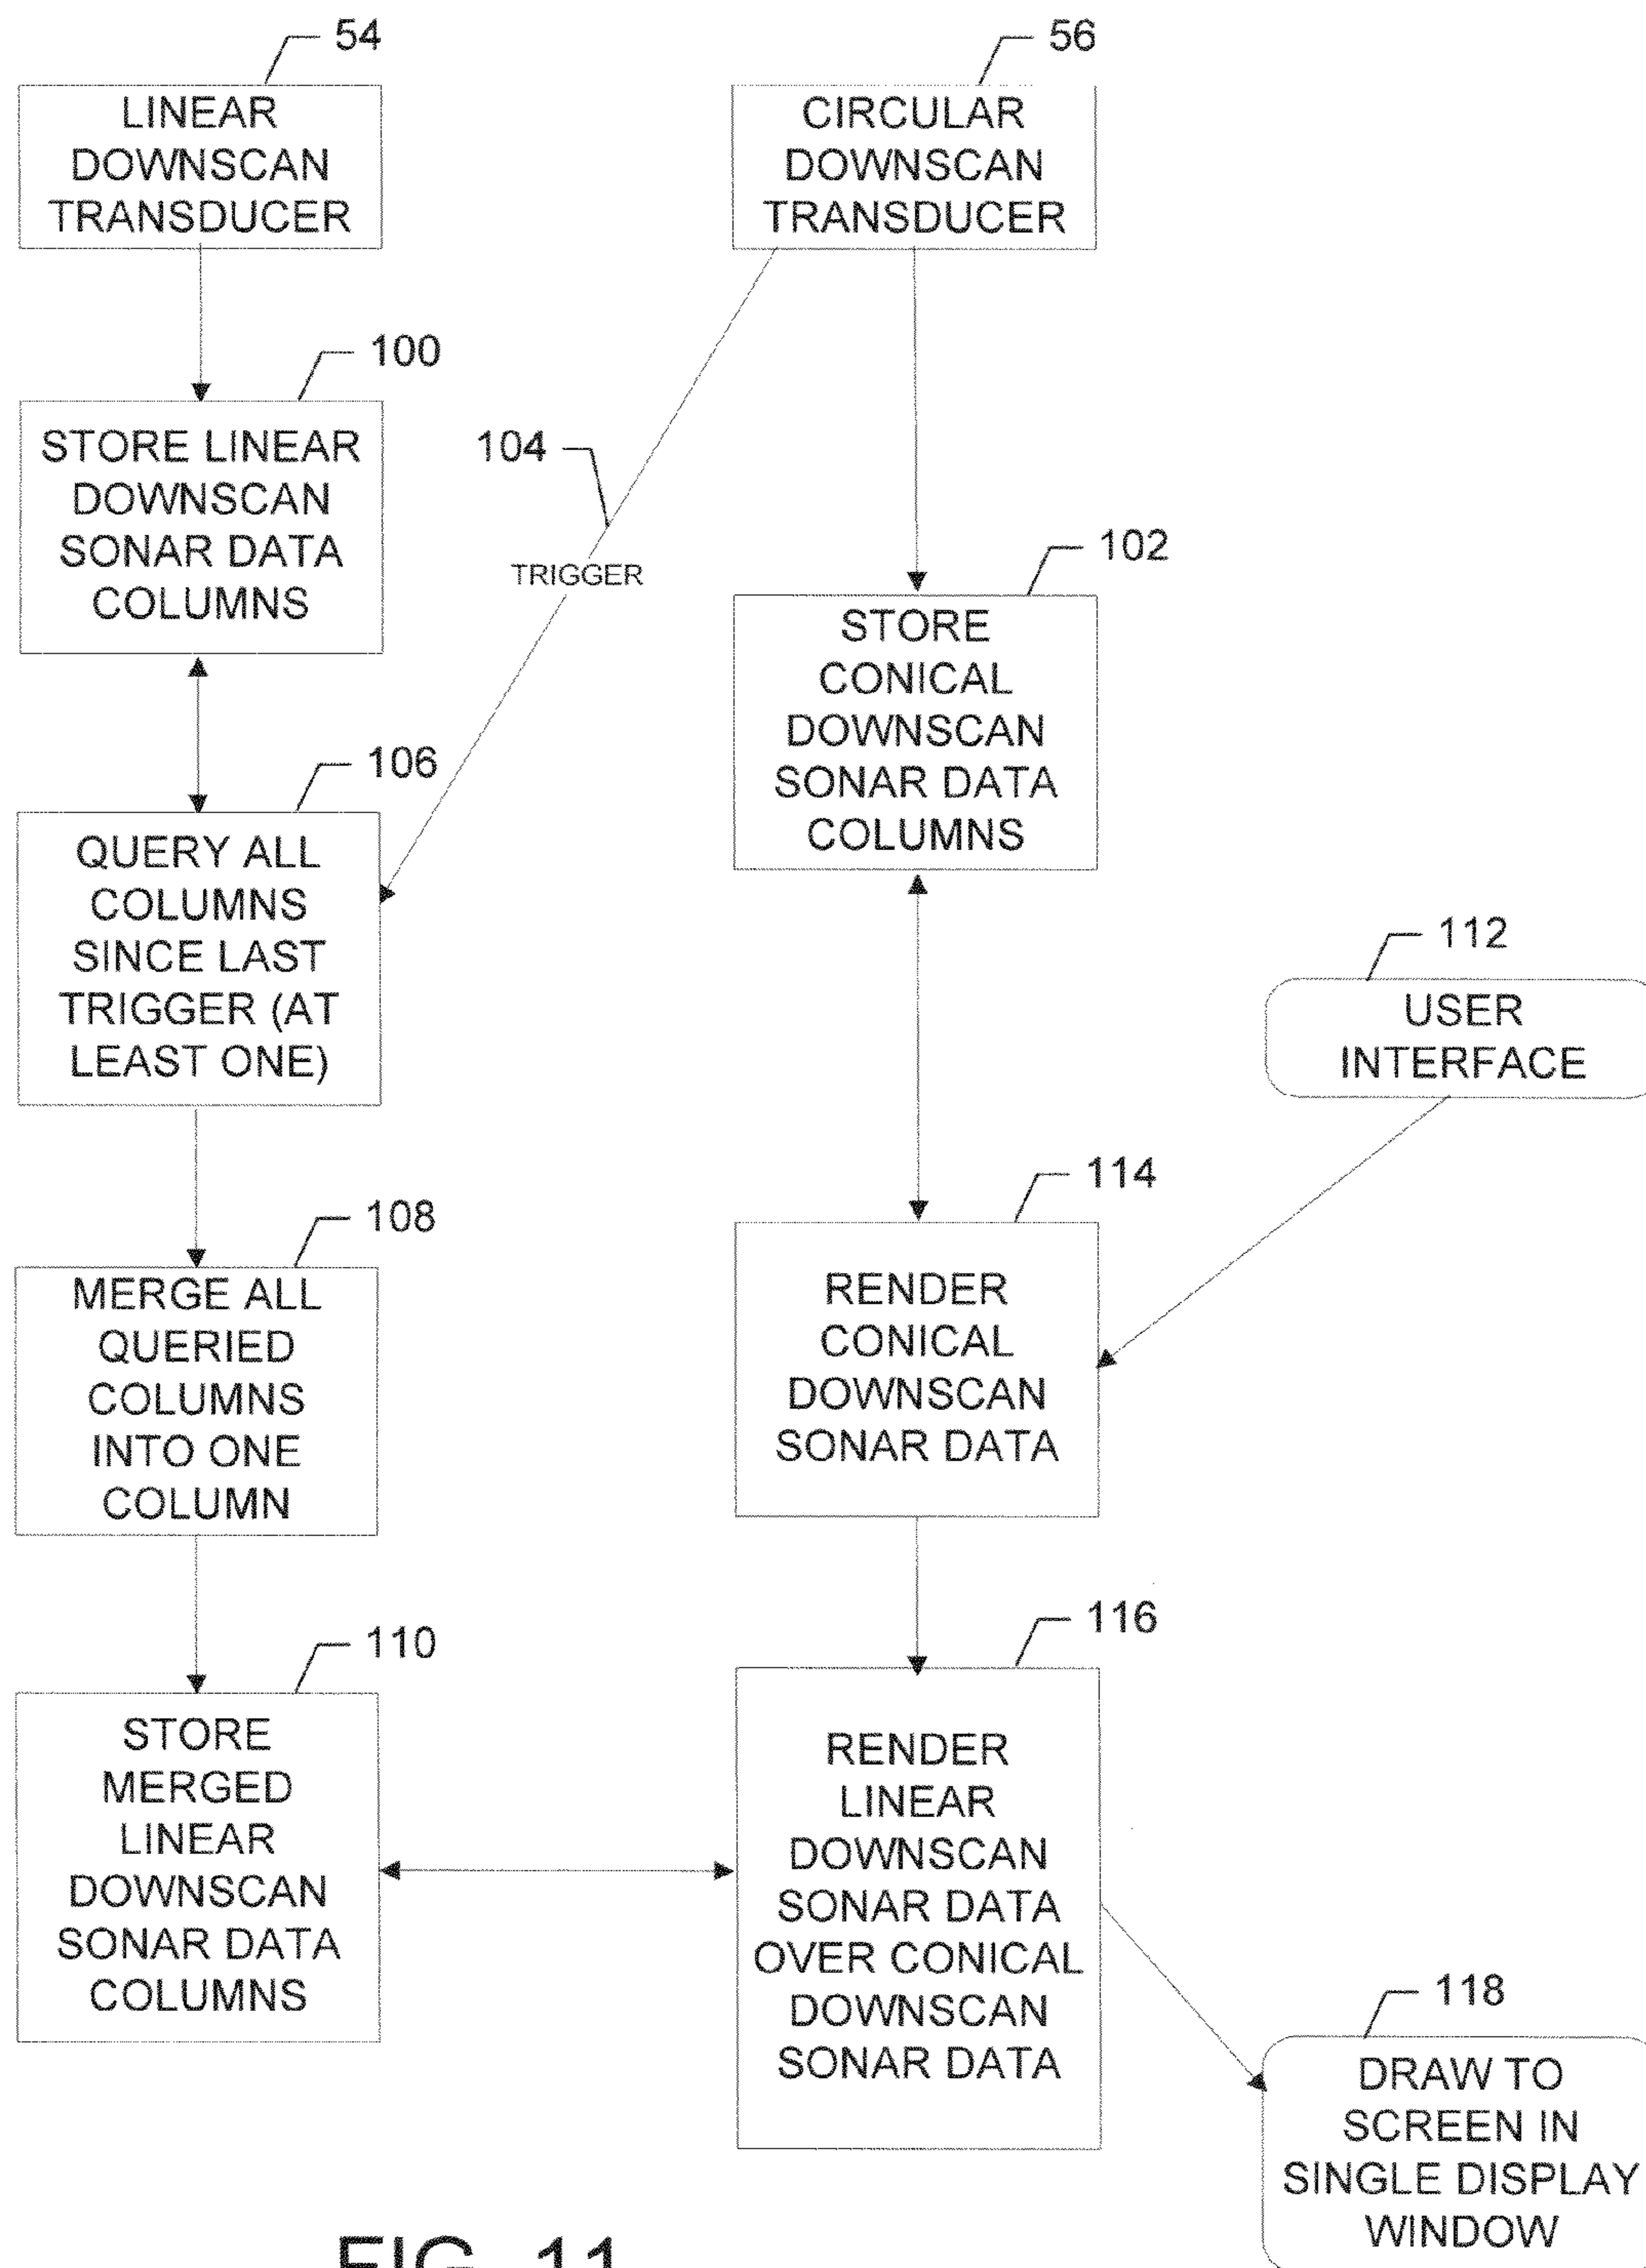 54
LINEAR
DOWNSCAN
TRANSDUCER
56
CIRCULAR
DOWNSCAN
TRANSDUCER
100
STORE LINEAR
DOWNSCAN
SONAR DATA
COLUMNS
104
TRIGGER
102
STORE
CONICAL
DOWNSCAN
SONAR DATA
COLUMNS
106
QUERY ALL
COLUMNS
SINCE LAST
TRIGGER (AT
LEAST ONE)
112
USER
INTERFACE
108
MERGE ALL
QUERIED
COLUMNS
INTO ONE
COLUMN
114
RENDER
CONICAL
DOWNSCAN
SONAR DATA
110
STORE
MERGED
LINEAR
DOWNSCAN
SONAR DATA
COLUMNS
116
RENDER
LINEAR
DOWNSCAN
SONAR DATA
OVER CONICAL
DOWNSCAN
SONAR DATA
118
DRAW TO
SCREEN IN
SINGLE DISPLAY
WINDOW
FIG. 11